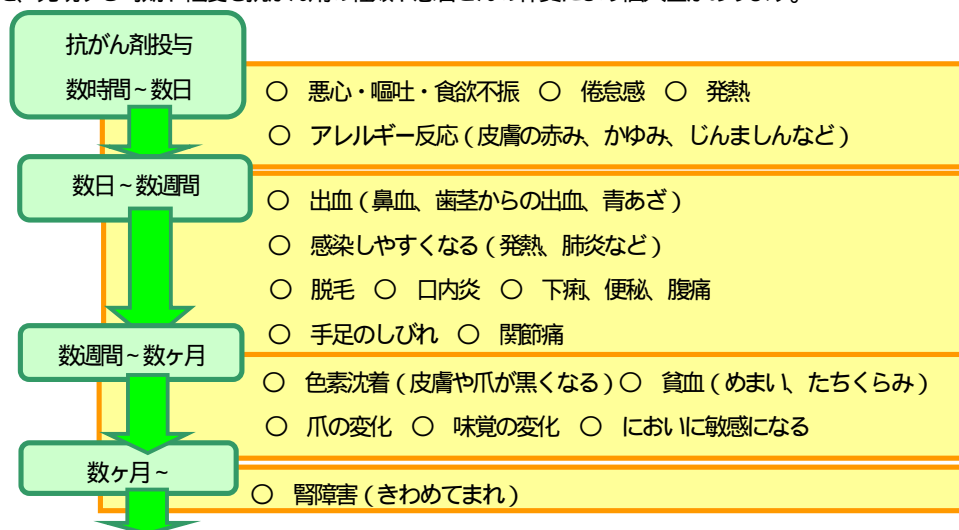 抗がん剤投与
数時間～数日
○ 悪心・嘔吐・食欲不振 ○ 倦怠感 ○ 発熱
○ アレルギー反応(皮膚の赤み、かゆみ、じんましんなど)
数日～数週間
○ 出血(鼻血、歯茎からの出血、青あざ)
○ 感染しやすくなる(発熱、肺炎など)
○ 脱毛 ○ 口内炎 ○ 下痢、便秘、腹痛
○ 手足のしびれ ○ 関節痛
数週間～数ヶ月
○ 色素沈着(皮膚や爪が黒くなる)○ 貧血(めまい、たちくらみ)
○ 爪の変化 ○ 味覚の変化 ○ においに敏感になる
数ヶ月～
○ 腎障害(きわめてまれ)